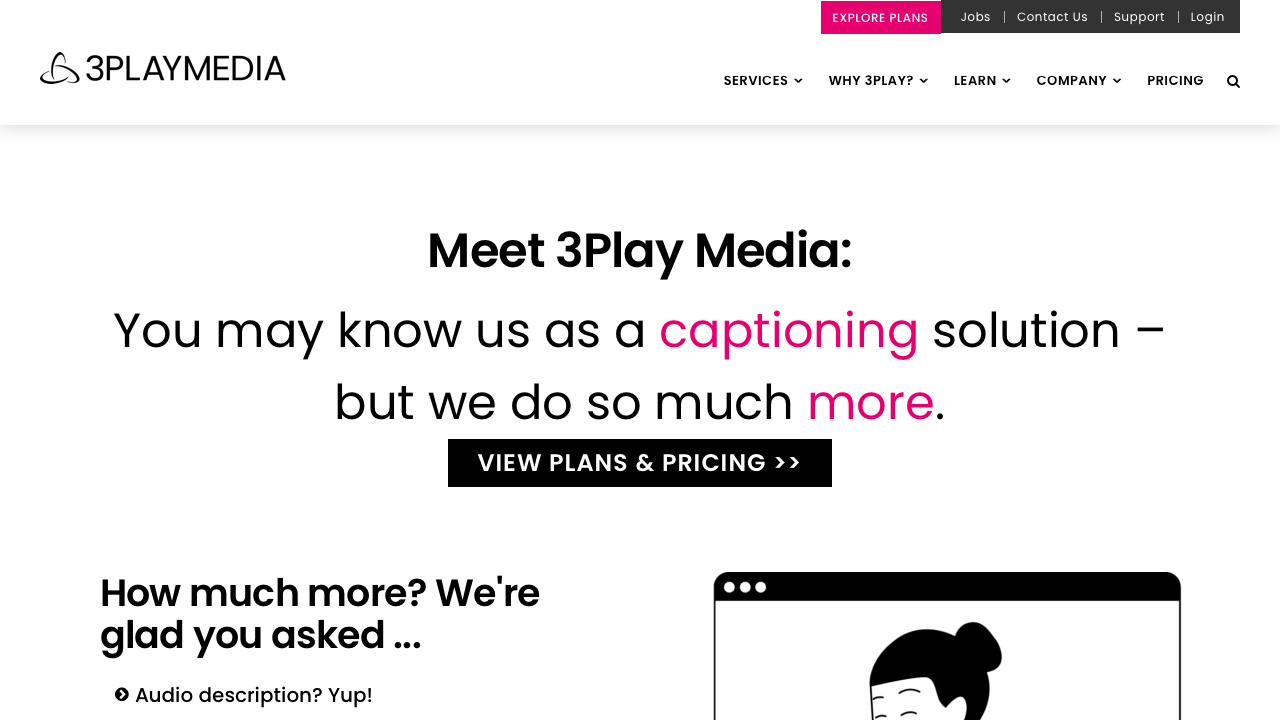 EXPLORE PLANS
Jobs
Contact Us
Support
Login
3PLAYMEDIA
SERVICES
WHY 3PLAY?
LEARN
COMPANY
PRICING
Meet 3Play Media:
You may know us as a captioning solution –
but we do so much more.
VIEW PLANS & PRICING >>
How much more? We're
glad you asked ...
Audio description? Yup!